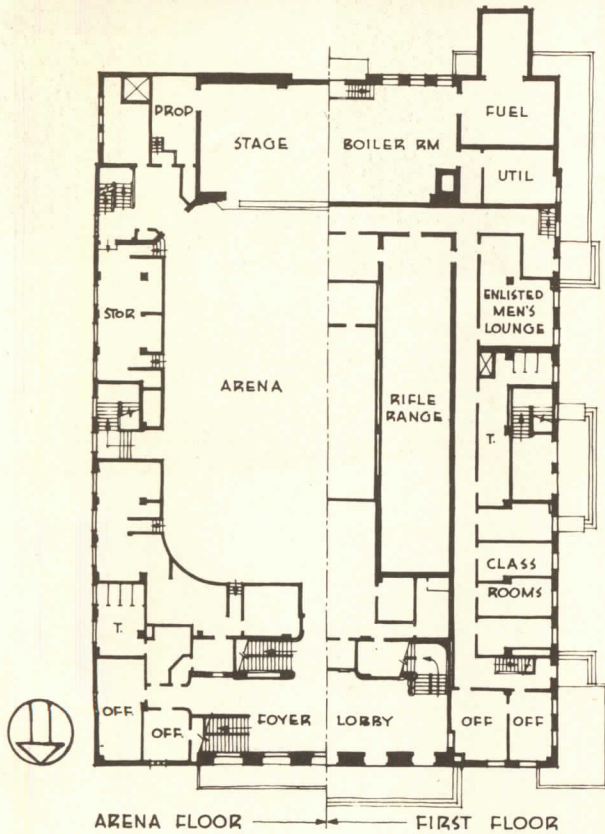 PROP
STAGE
BOILER RM
FUEL
UTIL
STOR
ENLISTED
MEN'S
LOUNGE
ARENA
RIFLE
RANGE
T.
CLASS
ROOMS
T.
OFF.
OFF.
FOYER
LOBBY
OFF
OFF
ARENA FLOOR
FIRST FLOOR